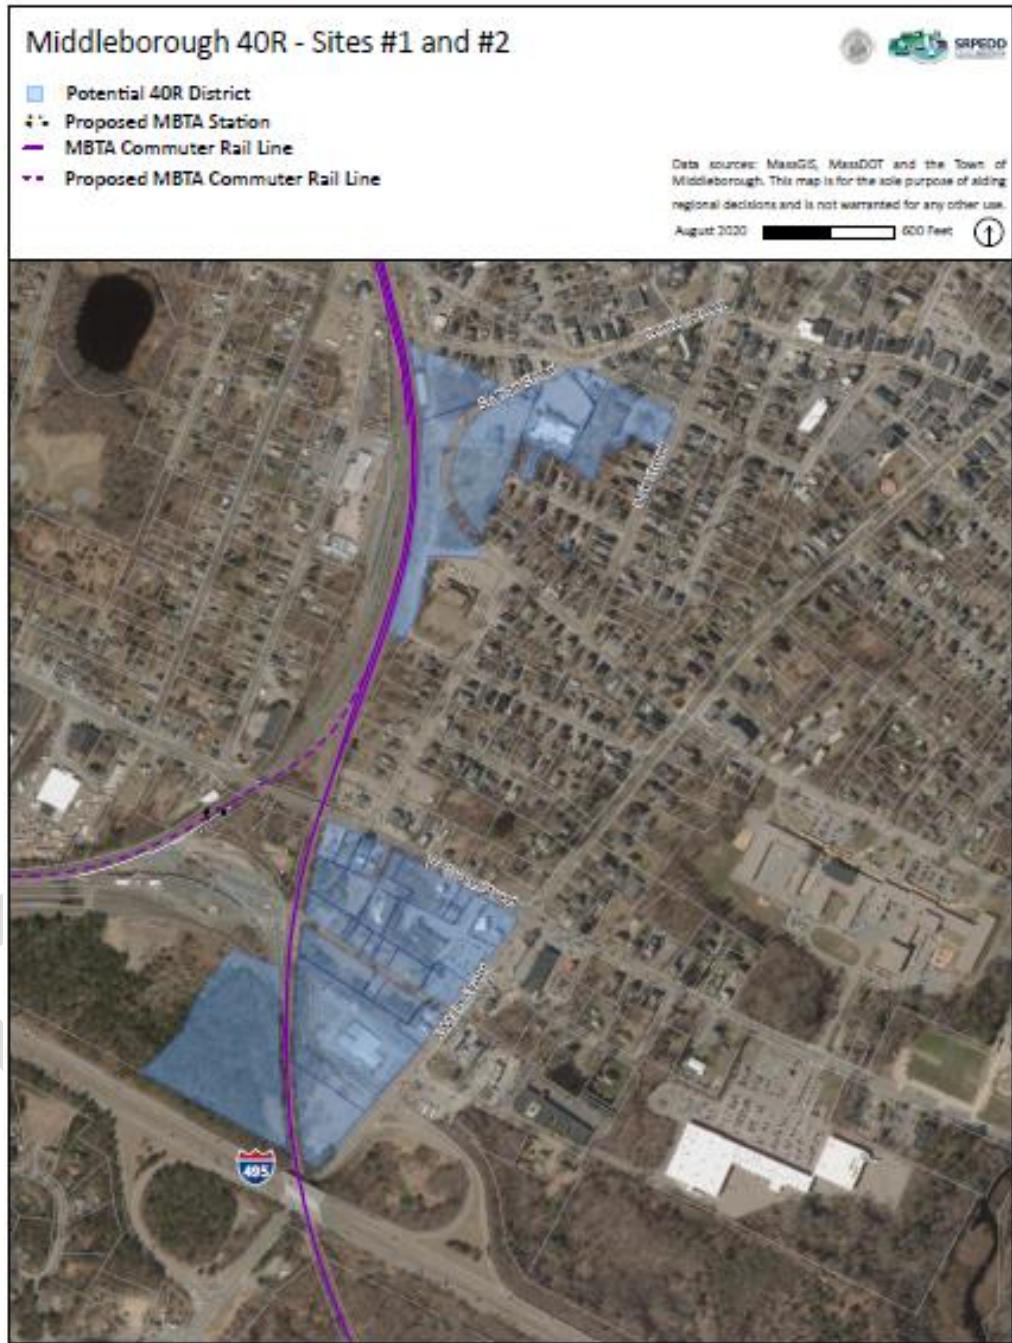 Middleborough 40R - Sites #1 and #2
SRPEDD
Potential 40R District
Proposed MBTA Station
MBTA Commuter Rail Line
Proposed MBTA Commuter Rail Line
Data sources: MassGIS, MassDOT and the Town of
Middleborough. This map is for the sole purpose of aiding
regional decisions and is not warranted for any other use.
August 2020
600 Feet
Street
495